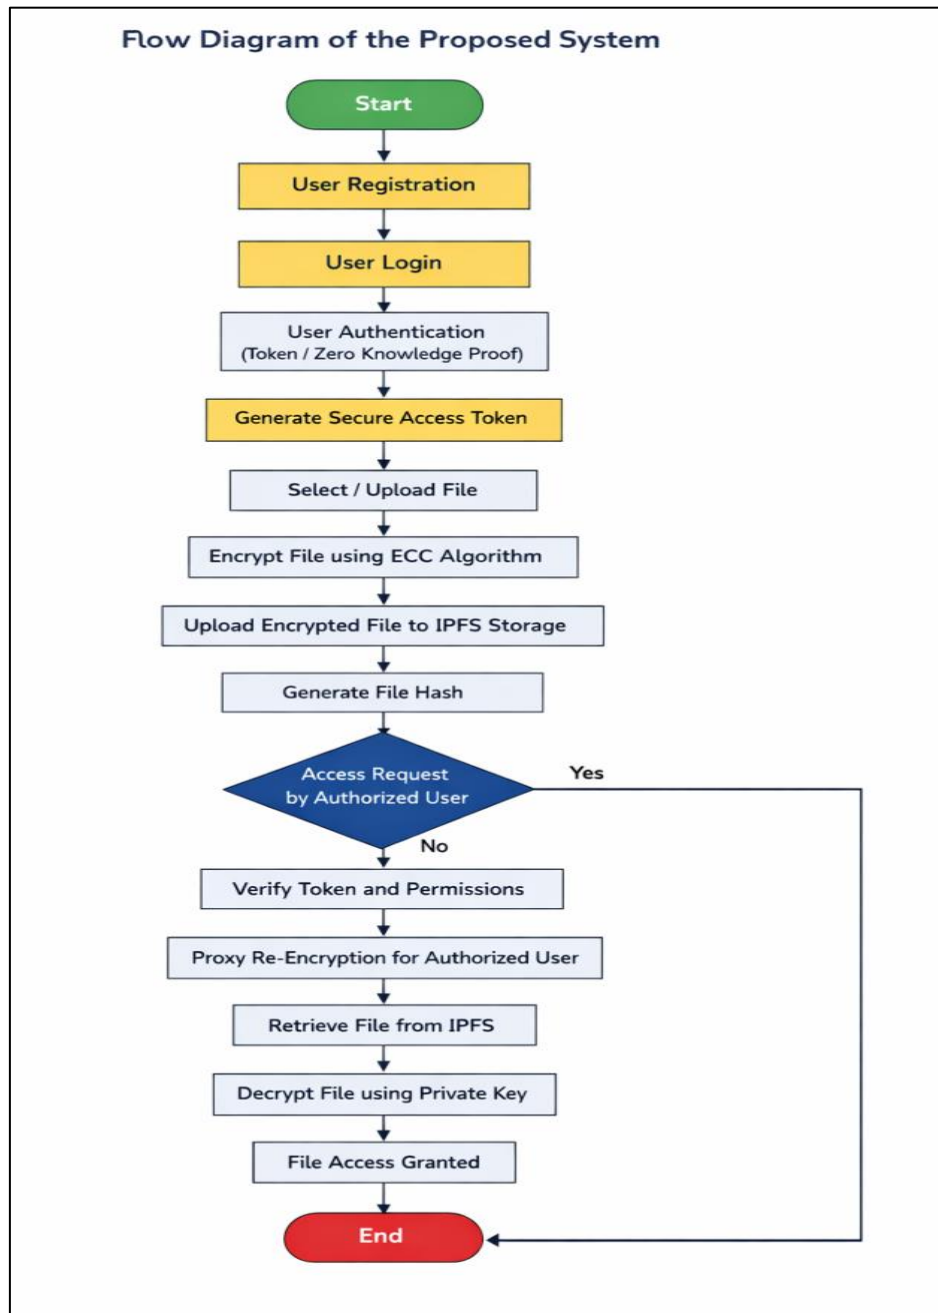 Flow Diagram of the Proposed System
Start
User Registration
User Login
User Authentication
(Token / Zero Knowledge Proof)
Generate Secure Access Token
Select / Upload File
Encrypt File using ECC Algorithm
Upload Encrypted File to IPFS Storage
Generate File Hash
Access Request
by Authorized User
Yes
No
Verify Token and Permissions
Proxy Re-Encryption for Authorized User
Retrieve File from IPFS
Decrypt File using Private Key
File Access Granted
End